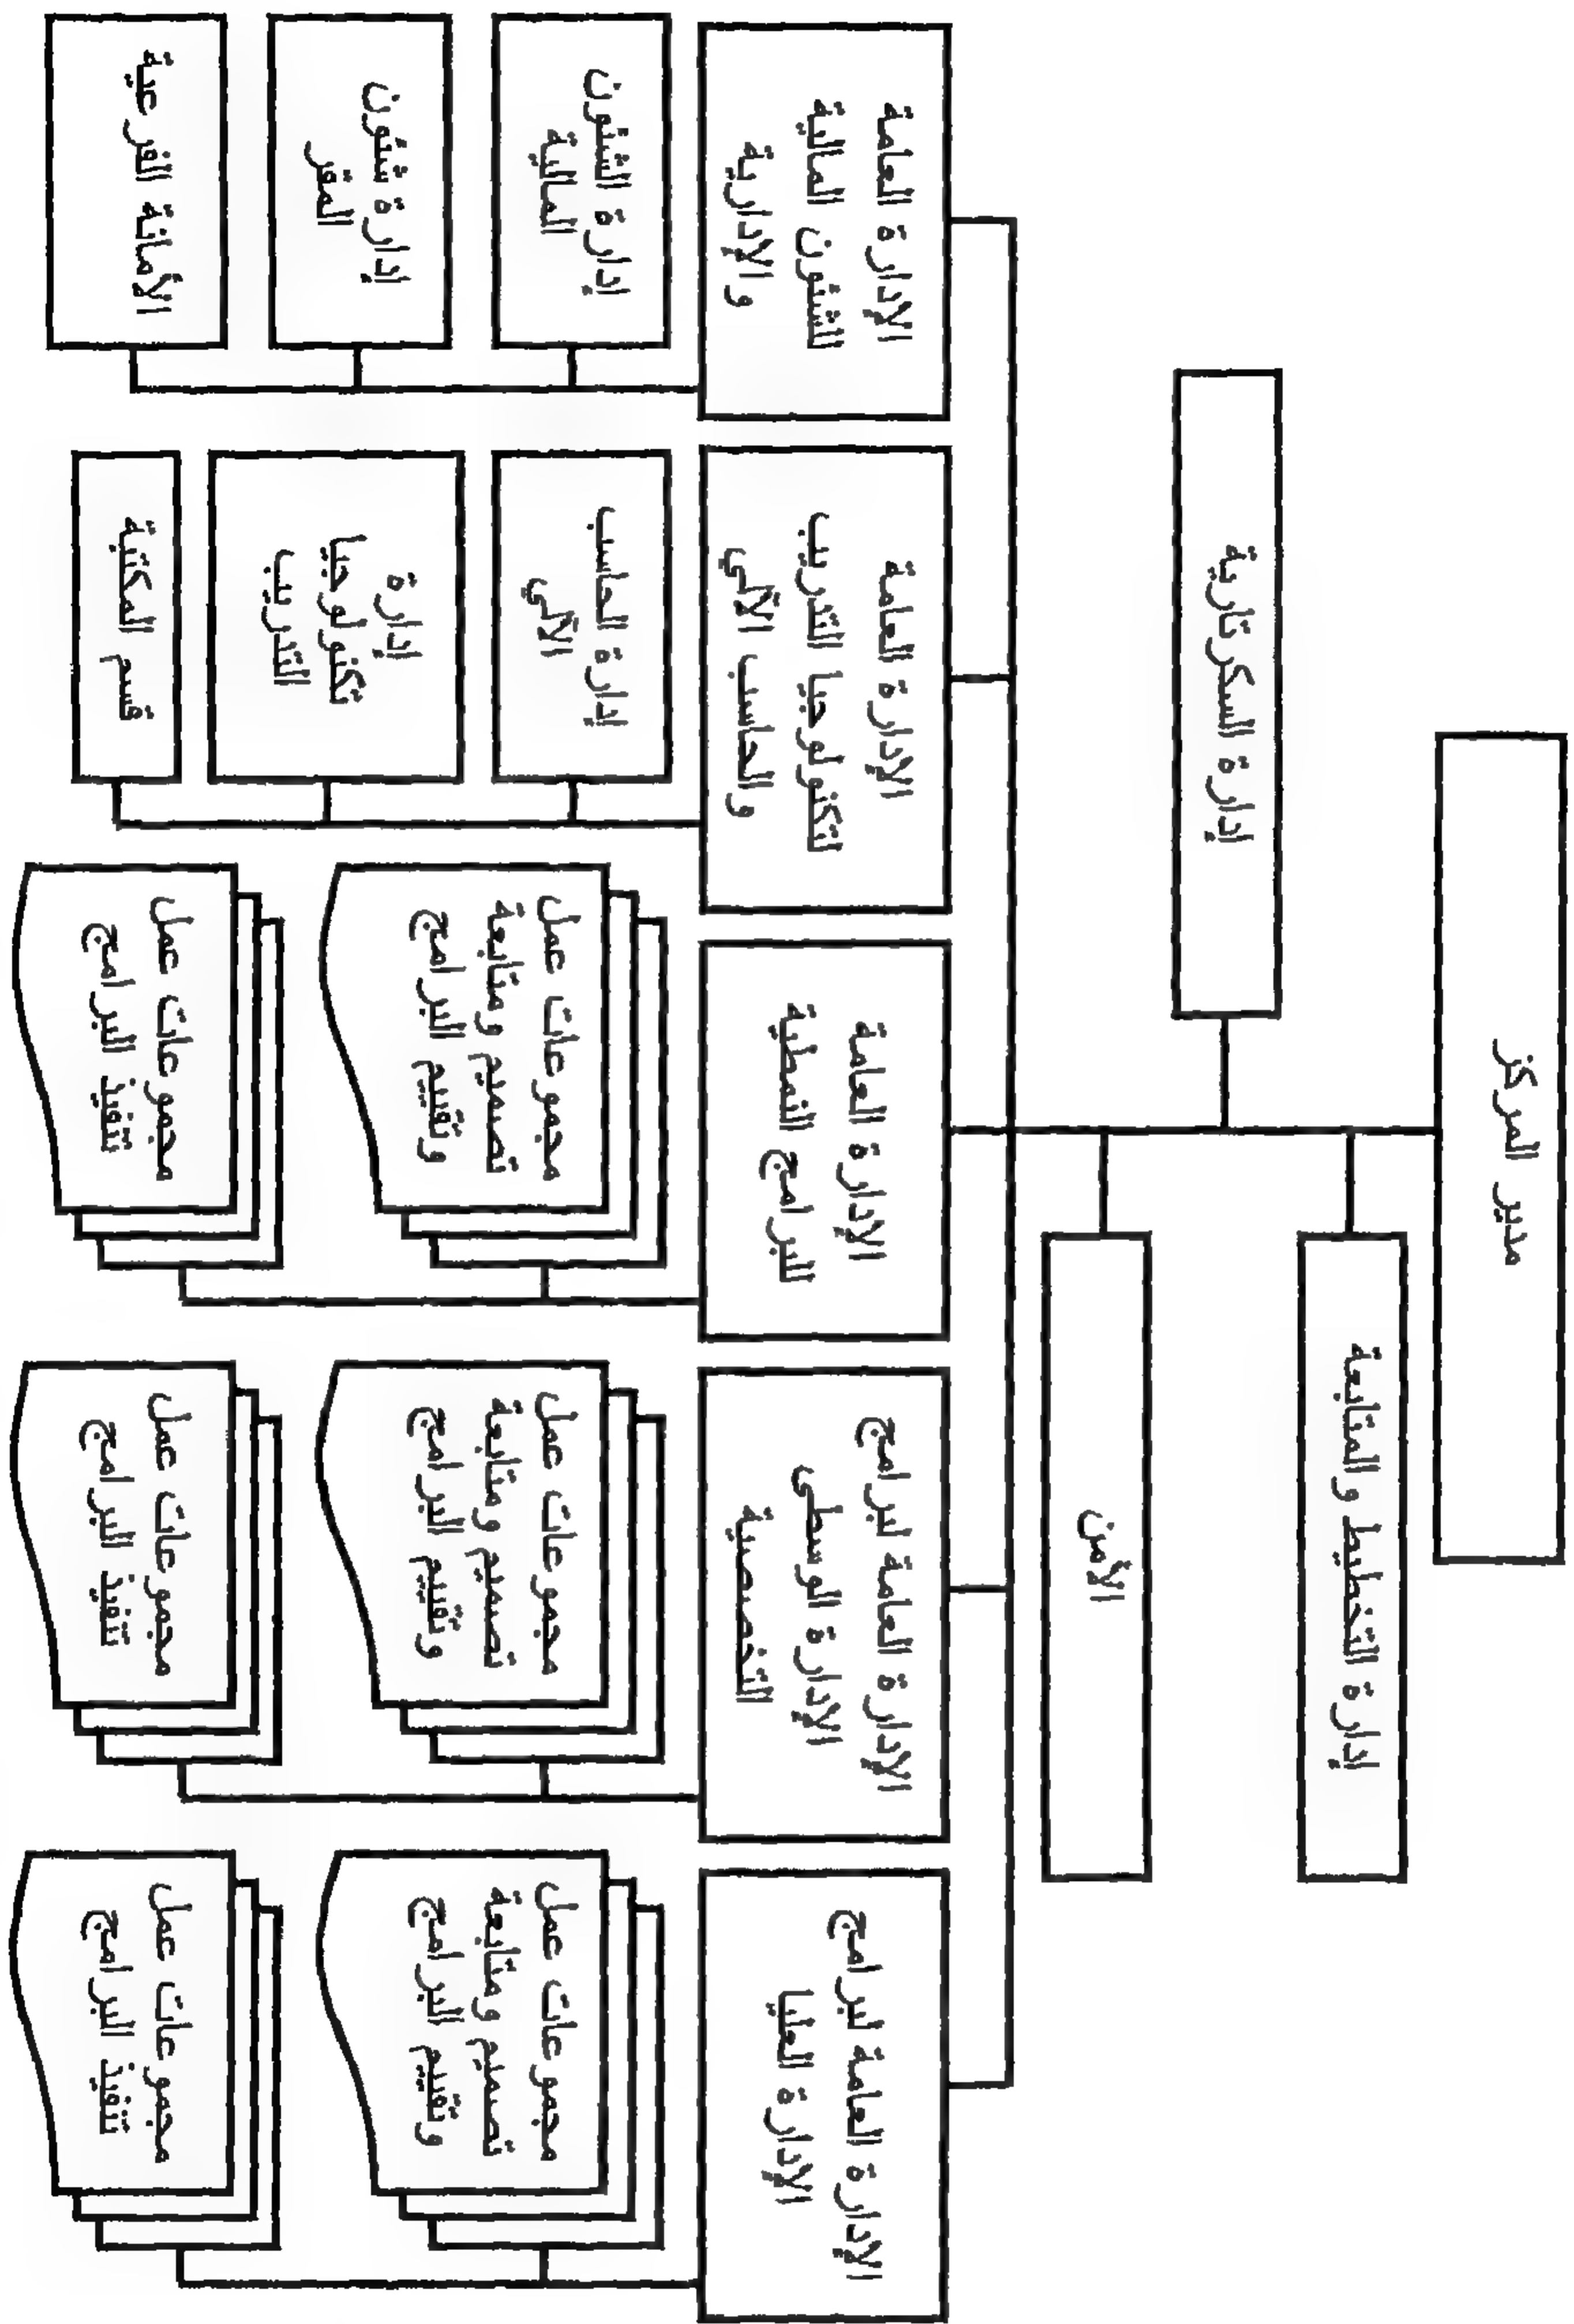 مدير المركز
إدارة التخطيط والمتابعة
إدارة السكرتارية
الأمن
الإدارة العامة لبرامج
الإدارة العليا
مجموعات عمل
تصميم ومتابعة
وتقييم البرامج
مجموعات عمل
تنفيذ البرامج
الإدارة العامة لبرامج
الإدارة الوسطى
التخصصية
مجموعات عمل
تصميم ومتابعة
وتقييم البرامج
مجموعات عمل
تنفيذ البرامج
الإدارة العامة
للبرامج النمطية
مجموعات عمل
تصميم ومتابعة
وتقييم البرامج
مجموعات عمل
تنفيذ البرامج
الإدارة العامة
لتكنولوجيا التدريب
والحاسب الآلي
إدارة الحاسب
الآلي
إدارة
تكنولوجيا
التدريب
قسم المكتبة
الإدارة العامة
للشئون المالية
والإدارية
إدارة الشئون
المالية
إدارة شئون
المقر
الأمانة الفرعية